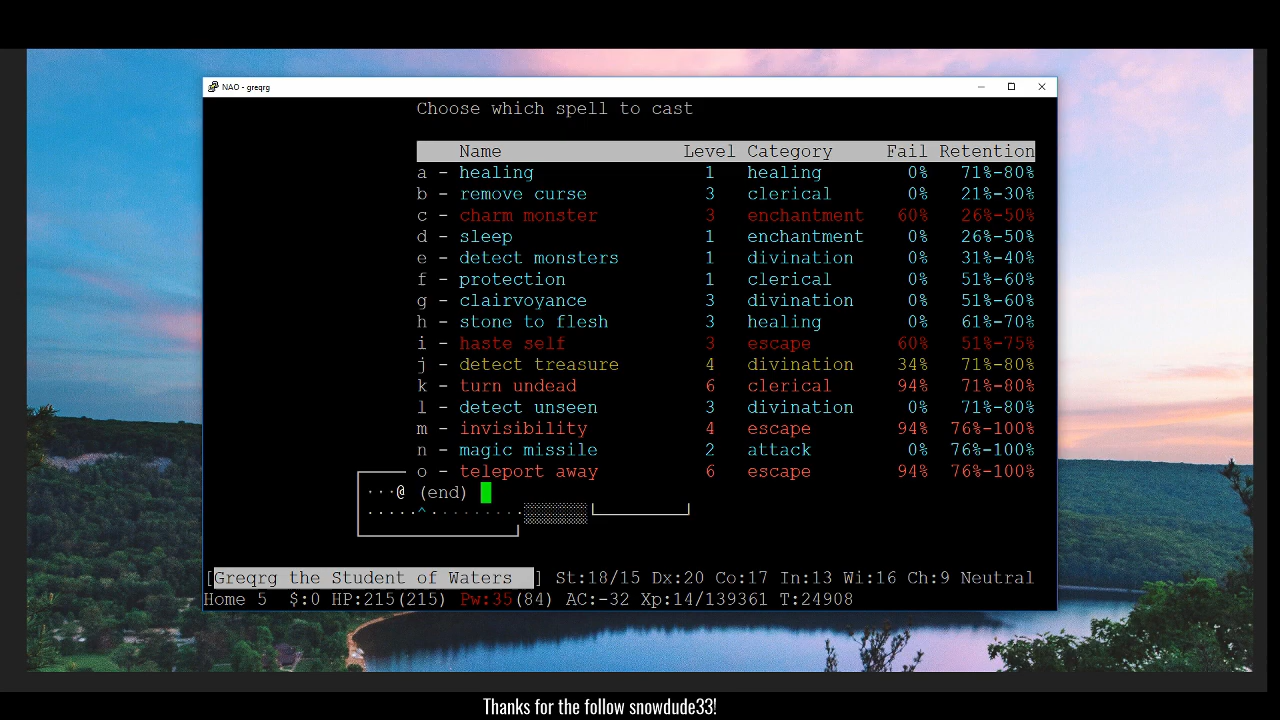 NAO - greqrg
Choose which spell to cast
Name Level Category Fail Retention
a - healing 1 healing 0% 71%-80%
b - remove curse 3 clerical 0% 21%-30%
c - charm monster 3 enchantment 60% 26%-50%
d - sleep 1 enchantment 0% 26%-50%
e - detect monsters 1 divination 0% 31%-40%
f - protection 1 clerical 0% 51%-60%
g - clairvoyance 3 divination 0% 51%-60%
h - stone to flesh 3 healing 0% 61%-70%
i - haste self 3 escape 60% 51%-75%
j - detect treasure 4 divination 34% 71%-80%
k - turn undead 6 clerical 94% 71%-80%
l - detect unseen 3 divination 0% 71%-80%
m - invisibility 4 escape 94% 76%-100%
n - magic missile 2 attack 0% 76%-100%
o - teleport away 6 escape 94% 76%-100%
···@ (end)
·····^·········
[Greqrg the Student of Waters ] St:18/15 Dx:20 Co:17 In:13 Wi:16 Ch:9 Neutral
Home 5 $:0 HP:215(215) Pw:35(84) AC:-32 Xp:14/139361 T:24908
Thanks for the follow snowdude33!